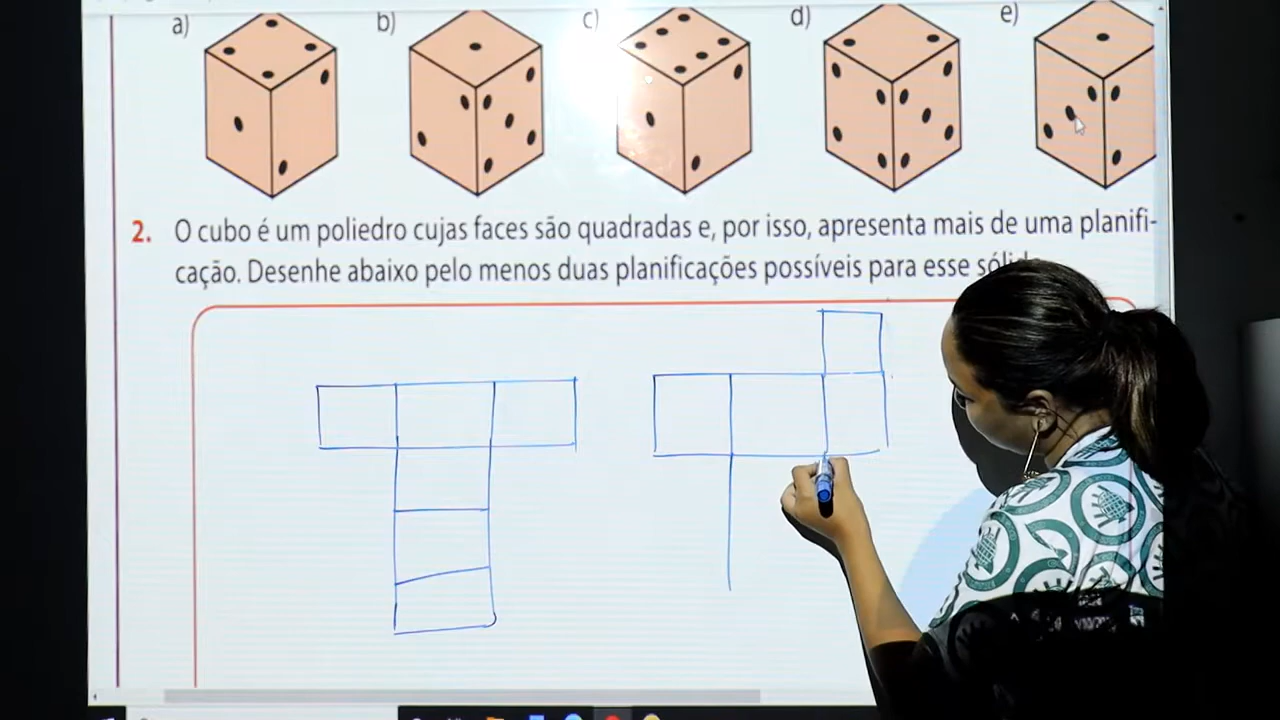 a) b) c) d) e)
2. O cubo é um poliedro cujas faces são quadradas e, por isso, apresenta mais de uma planifi-
cação. Desenhe abaixo pelo menos duas planificações possíveis para esse